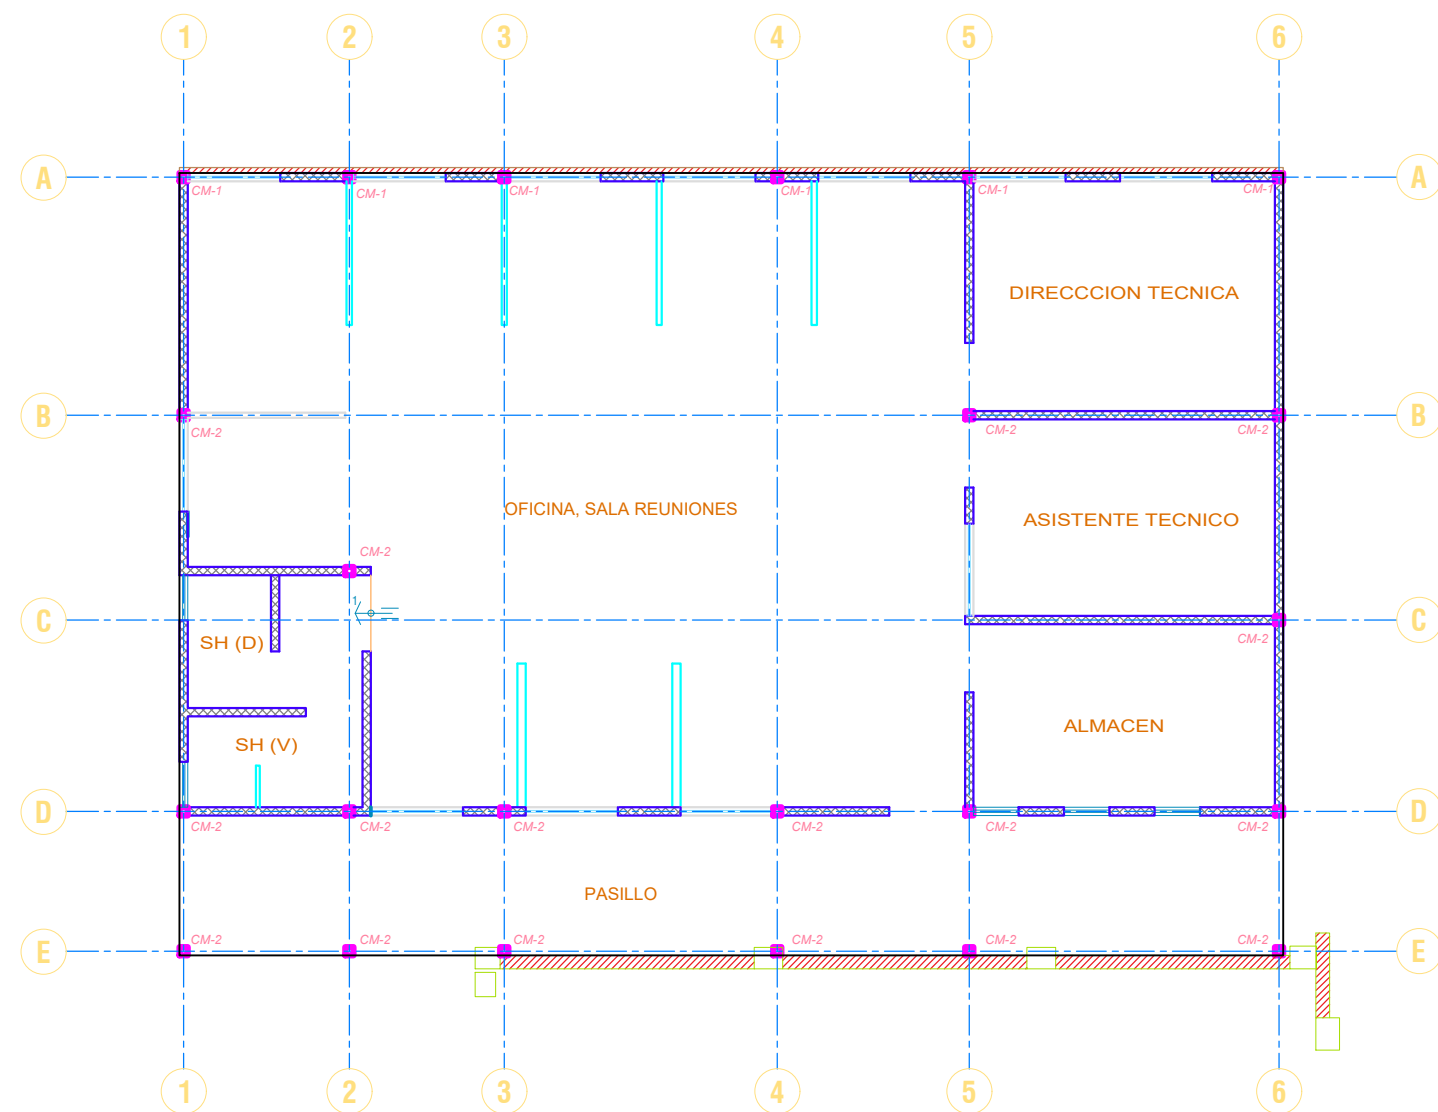 1 2 3 4 5 6
A A
CM-1 CM-1 CM-1 CM-1 CM-1 CM-1
DIRECCCION TECNICA
B B
CM-2 CM-2 CM-2
OFICINA, SALA REUNIONES
ASISTENTE TECNICO
CM-2
1
C C
SH (D)
CM-2
ALMACEN
SH (V)
D D
CM-2 CM-2 CM-2 CM-2 CM-2 CM-2
PASILLO
CM-2 CM-2 CM-2 CM-2 CM-2 CM-2
E E
1 2 3 4 5 6